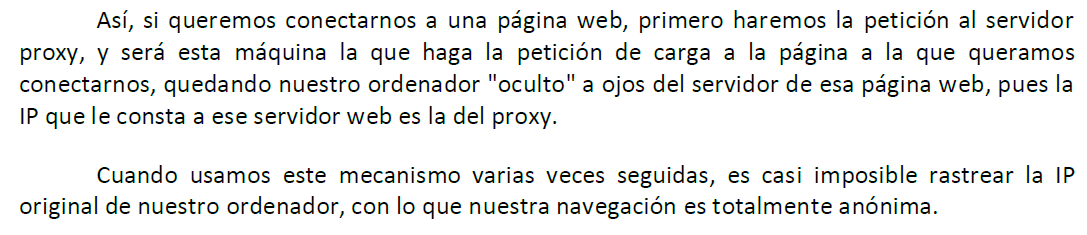 Así, si queremos conectarnos a una página web, primero haremos la petición al servidor
proxy, y será esta máquina la que haga la petición de carga a la página a la que queramos
conectarnos, quedando nuestro ordenador "oculto" a ojos del servidor de esa página web, pues la
IP que le consta a ese servidor web es la del proxy.
Cuando usamos este mecanismo varias veces seguidas, es casi imposible rastrear la IP
original de nuestro ordenador, con lo que nuestra navegación es totalmente anónima.